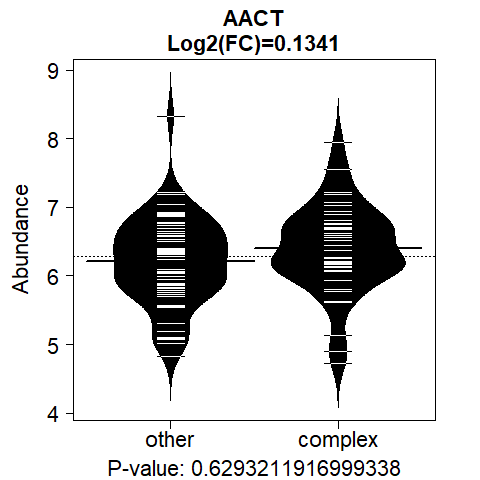 AACT
Log2(FC)=0.1341
9
8
7
6
5
4
Abundance
other complex
P-value: 0.6293211916999338